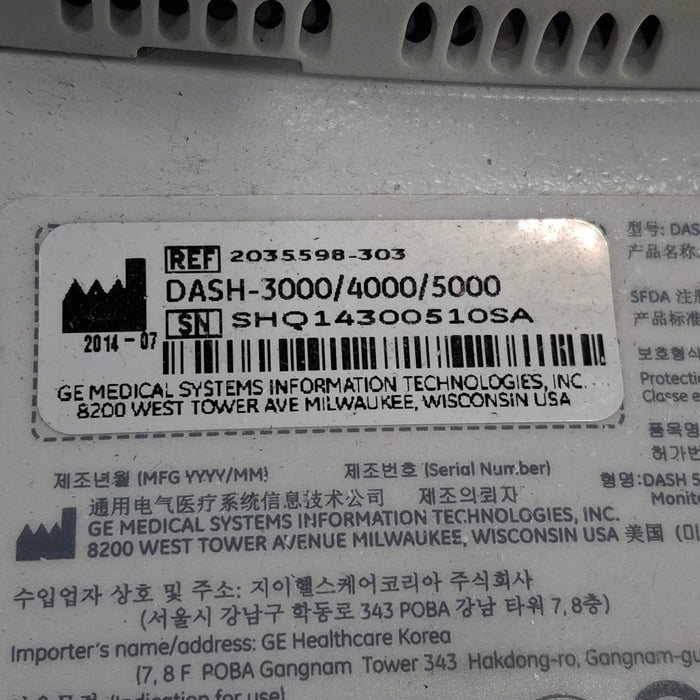 REF 2035598-303
DASH-3000/4000/5000
SN SHQ14300510SA
2014-07
GE MEDICAL SYSTEMS INFORMATION TECHNOLOGIES, INC.
8200 WEST TOWER AVE MILWAUKEE, WISCONSIN USA
型号: DAS
产品名称.
SFDA 注
产品标准
보호형식
Protectio
Classe e
품목명
허가번
형명:DASH 5
Monit
제조년월 (MFG YYYY/MM)
제조번호 (Serial Number)
通用电气医疗系统信息技术公司 제조의뢰자
GE MEDICAL SYSTEMS INFORMATION TECHNOLOGIES, INC.
8200 WEST TOWER AVENUE MILWAUKEE, WISCONSIN USA 美国 (미
수입업자 상호 및 주소: 지이헬스케어코리아 주식회사
(서울시 강남구 학동로 343 POBA 강남 타워 7, 8층)
Importer's name/address: GE Healthcare Korea
(7, 8 F POBA Gangnam Tower 343 Hakdong-ro, Gangnam-gu
(Indication for use)